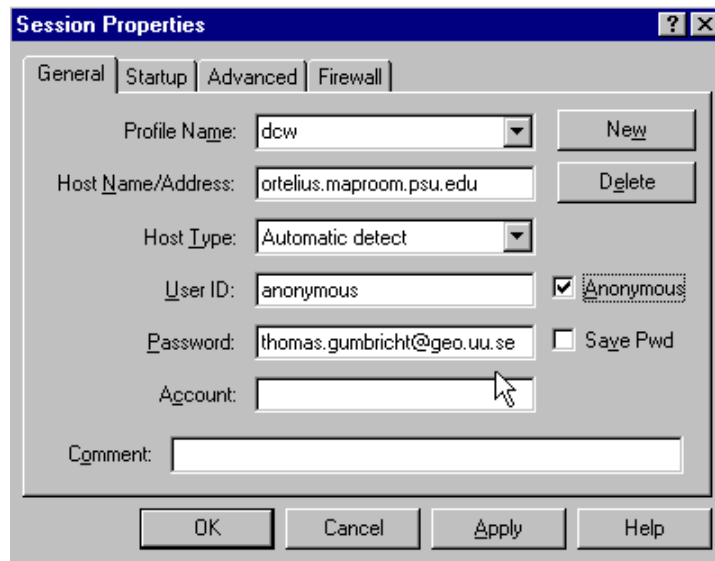 Session Properties
General Startup Advanced Firewall
Profile Name: dcw New
Host Name/Address: ortelius.maproom.psu.edu Delete
Host Type: Automatic detect
User ID: anonymous Anonymous
Password: thomas.gumbricht@geo.uu.se Save Pwd
Account:
Comment:
OK Cancel Apply Help